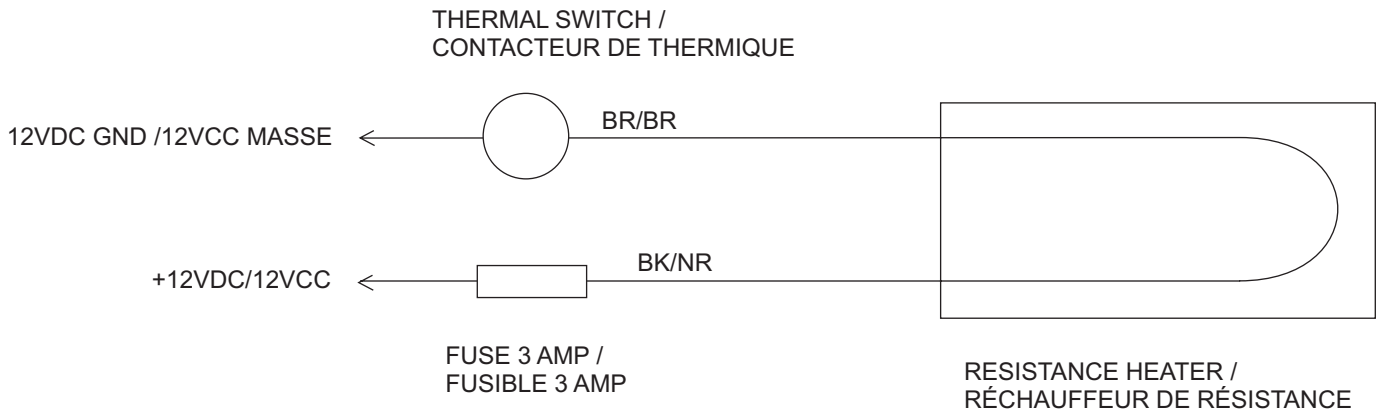 THERMAL SWITCH /
CONTACTEUR DE THERMIQUE
12VDC GND /12VCC MASSE
BR/BR
+12VDC/12VCC
BK/NR
FUSE 3 AMP /
FUSIBLE 3 AMP
RESISTANCE HEATER /
RÉCHAUFFEUR DE RÉSISTANCE